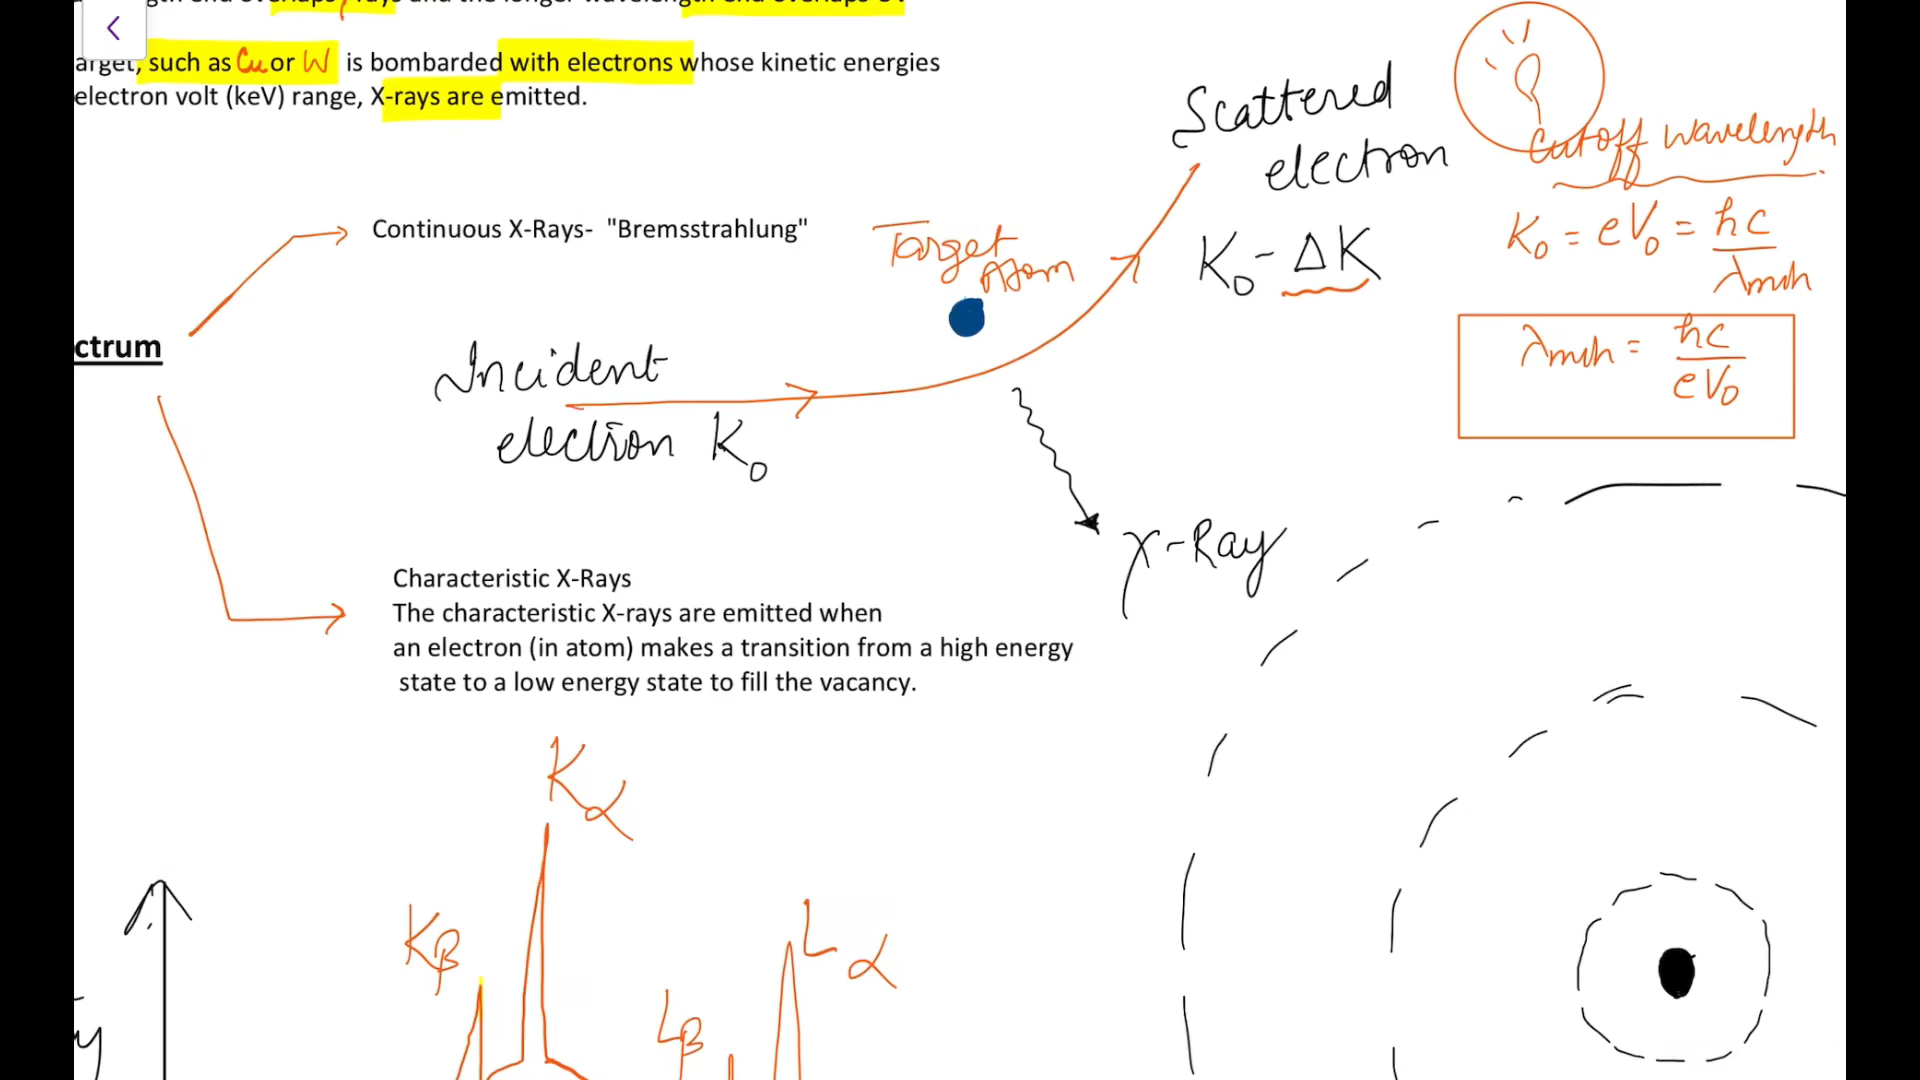 such as Cu or W is bombarded with electrons whose kinetic energies
electron volt (keV) range, X-rays are emitted.
Scattered
electron
K₀ - ΔK
Cutoff wavelength
K₀ = eV₀ = hc / λmin
λmin = hc / eV₀
Continuous X-Rays- "Bremsstrahlung"
Target
Atom
ctrum
Incident
electron K₀
X-Ray
Characteristic X-Rays
The characteristic X-rays are emitted when
an electron (in atom) makes a transition from a high energy
state to a low energy state to fill the vacancy.
Kα
Kβ
Lα
Lβ
y